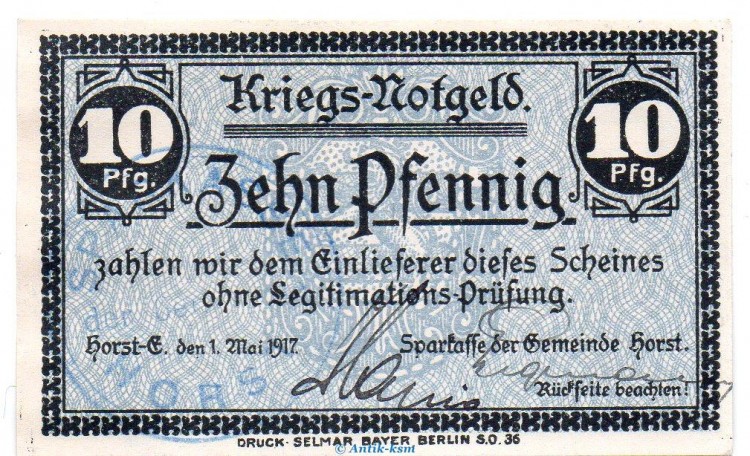 Kriegs-Notgeld.
10 Pfg.
10 Pfg.
Zehn Pfennig
zahlen wir dem Einlieferer dieses Scheines
ohne Legitimations-Prüfung.
Horst-E. den 1. Mai 1917.
Sparkasse der Gemeinde Horst.
Rückseite beachten!
DRUCK · SELMAR BAYER BERLIN S.O. 36
© Antik-ksm